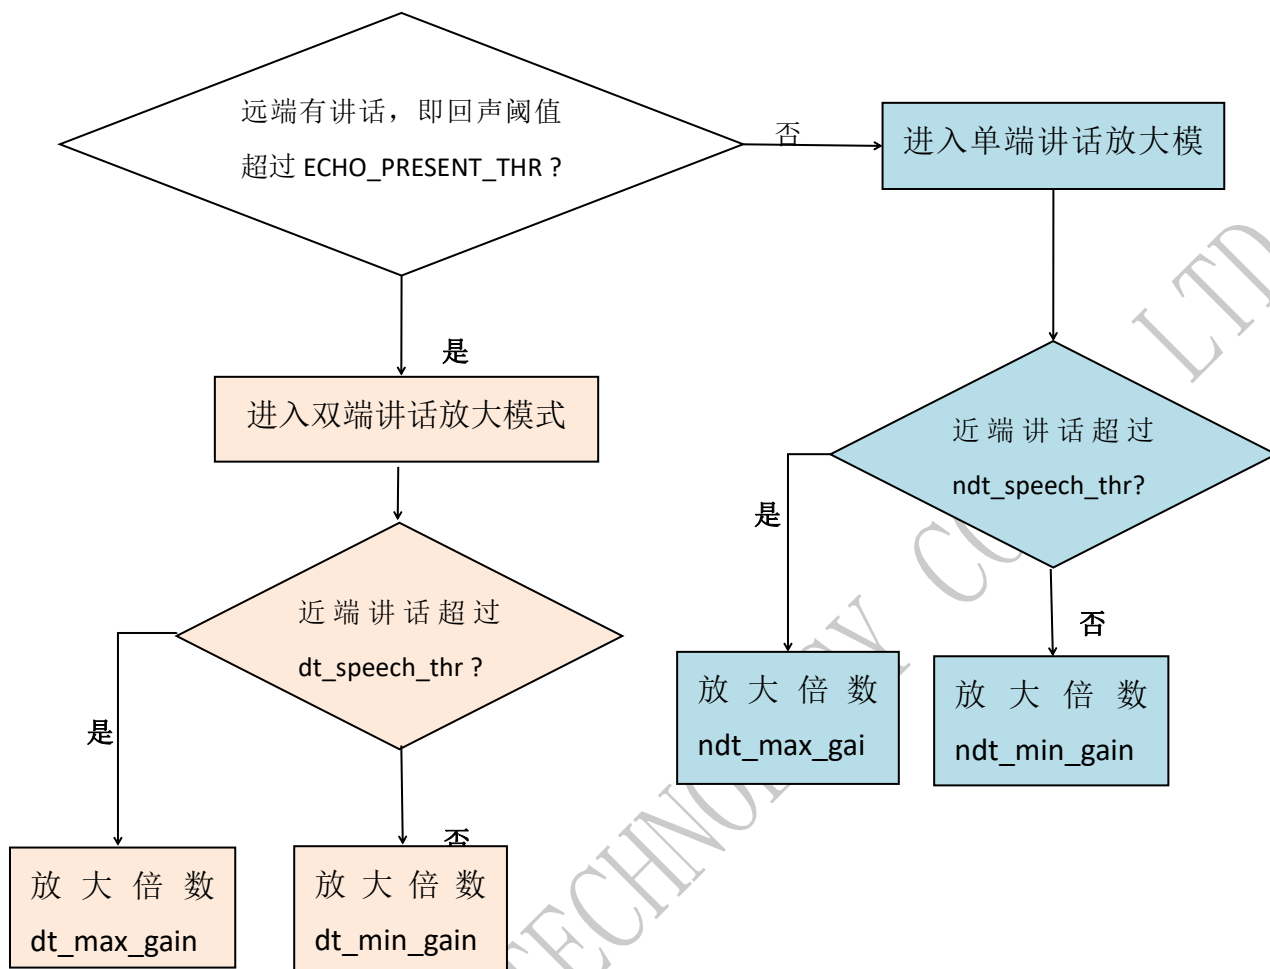 远端有讲话，即回声阈值
超过 ECHO_PRESENT_THR ?
否
进入单端讲话放大模
是
进入双端讲话放大模式
近端讲话超过
ndt_speech_thr?
是
否
近端讲话超过
dt_speech_thr ?
是
否
放大倍数
ndt_max_gai
放大倍数
ndt_min_gain
放大倍数
dt_max_gain
放大倍数
dt_min_gain
TECHNOLOGY
LTD